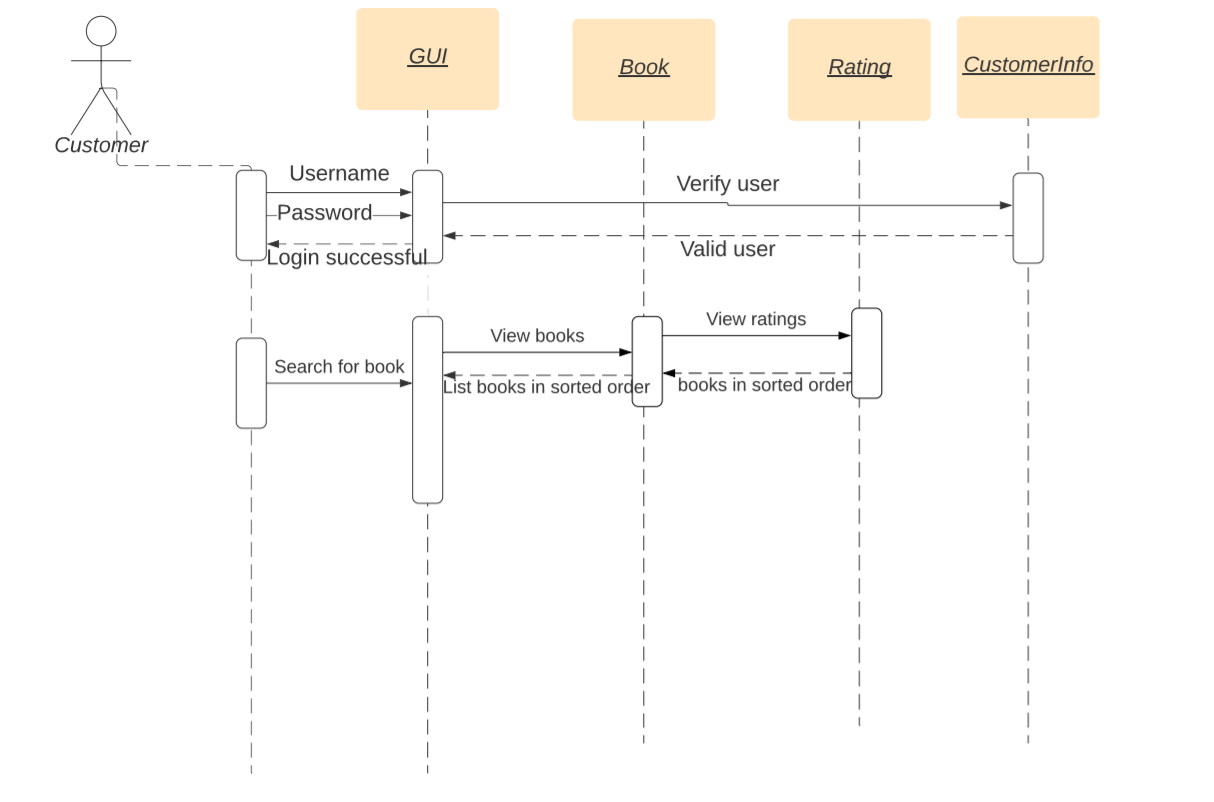 GUI
Book
Rating
CustomerInfo
Customer
Username
Verify user
Password
Valid user
Login successful
View ratings
View books
Search for book
List books in sorted order
books in sorted order